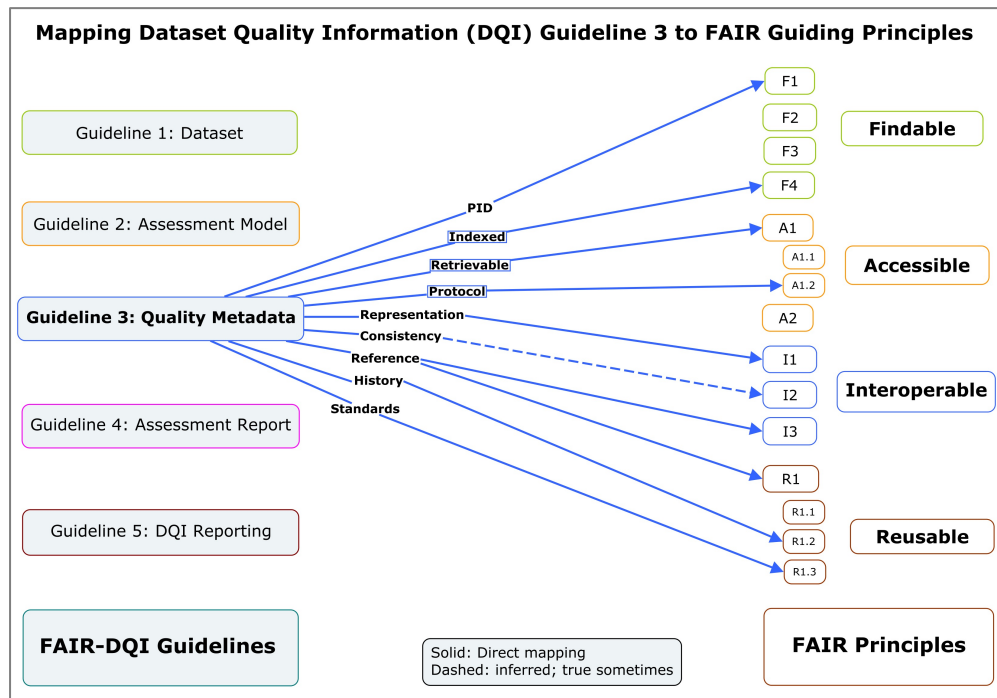 Mapping Dataset Quality Information (DQI) Guideline 3 to FAIR Guiding Principles
Guideline 1: Dataset
Guideline 2: Assessment Model
Guideline 3: Quality Metadata
Guideline 4: Assessment Report
Guideline 5: DQI Reporting
FAIR-DQI Guidelines
PID
Indexed
Retrievable
Protocol
Representation
Consistency
Reference
History
Standards
F1
F2
F3
F4
A1
A1.1
A1.2
A2
I1
I2
I3
R1
R1.1
R1.2
R1.3
Findable
Accessible
Interoperable
Reusable
FAIR Principles
Solid: Direct mapping
Dashed: inferred; true sometimes